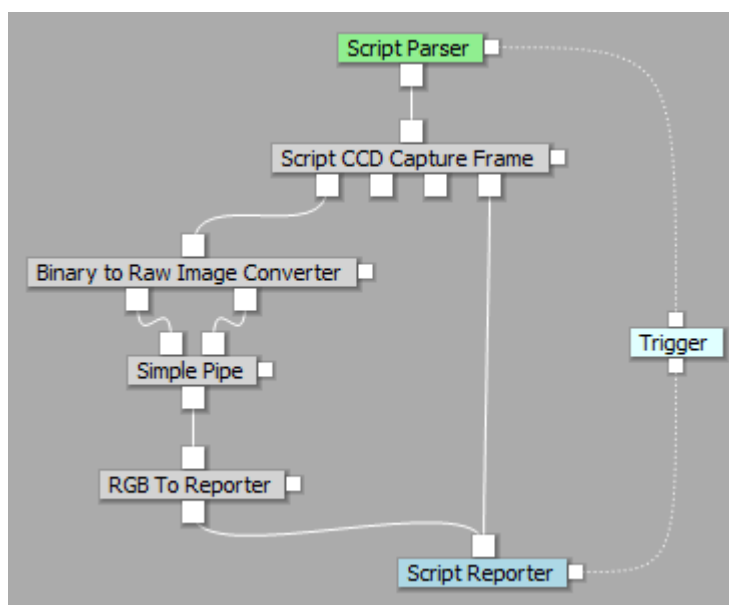 Script Parser
Script CCD Capture Frame
Binary to Raw Image Converter
Trigger
Simple Pipe
RGB To Reporter
Script Reporter